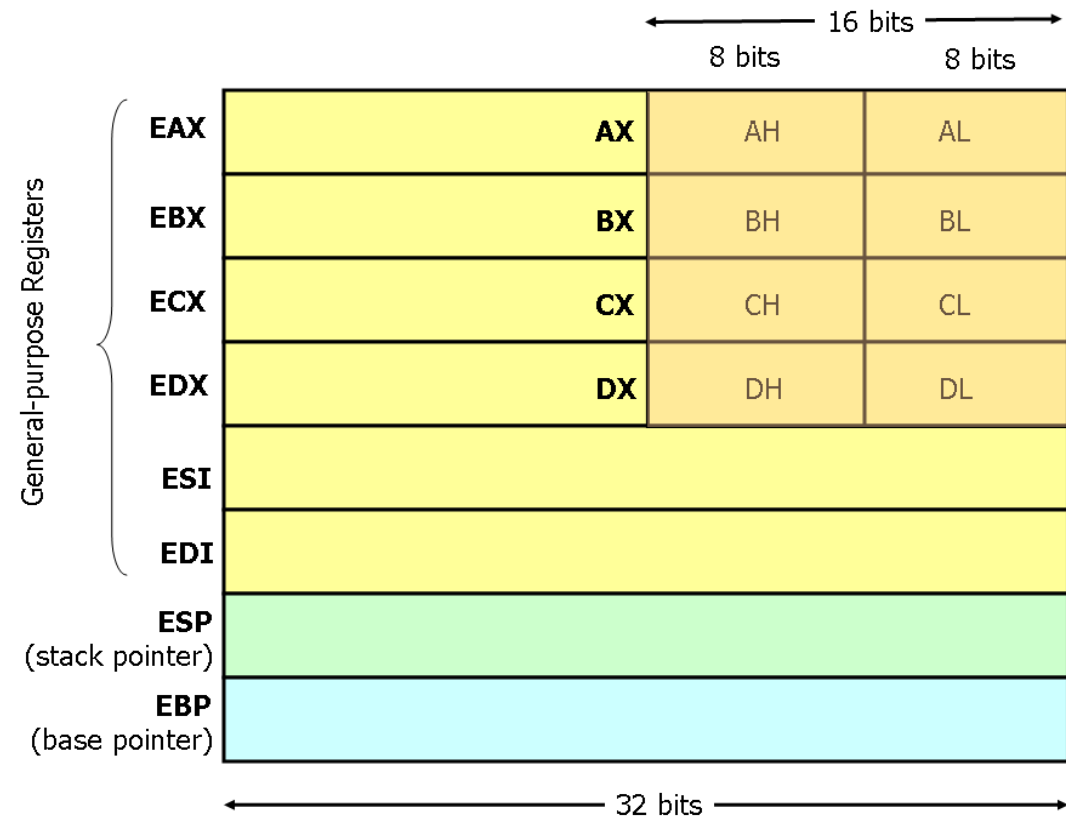 16 bits
8 bits 8 bits
General-purpose Registers
EAX AX AH AL
EBX BX BH BL
ECX CX CH CL
EDX DX DH DL
ESI
EDI
ESP
(stack pointer)
EBP
(base pointer)
32 bits